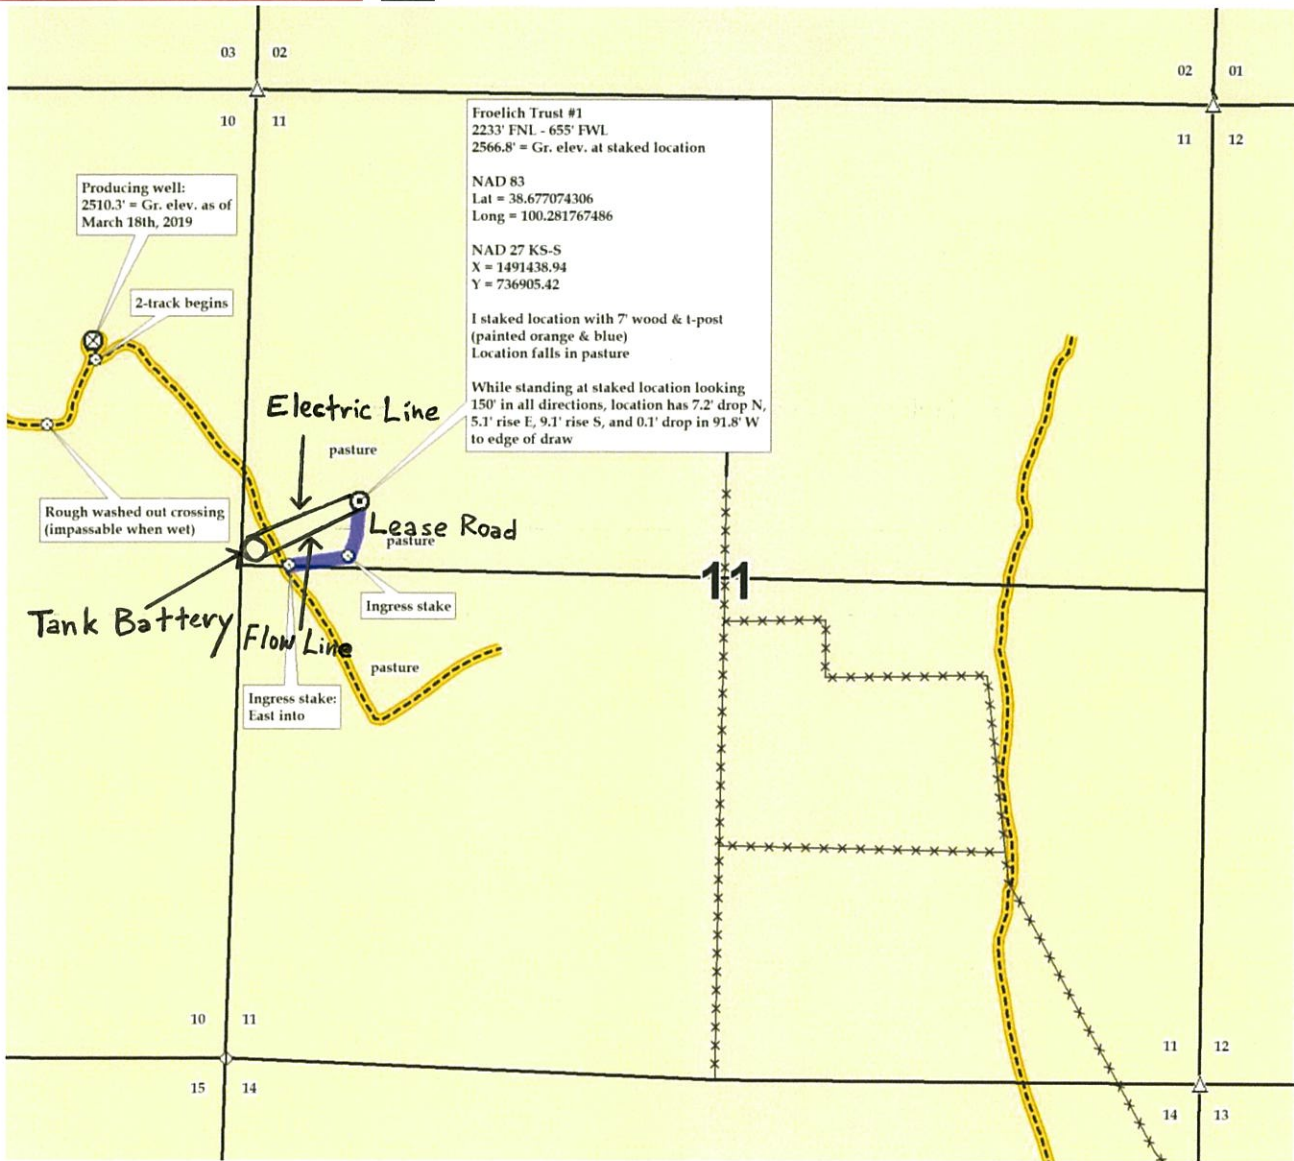 03 02
02 01
10 11
11 12
Froelich Trust #1
2233' FNL - 655' FWL
2566.8' = Gr. elev. at staked location
NAD 83
Lat = 38.677074306
Long = 100.281767486
NAD 27 KS-S
X = 1491438.94
Y = 736905.42
I staked location with 7' wood & t-post
(painted orange & blue)
Location falls in pasture
While standing at staked location looking
150' in all directions, location has 7.2' drop N,
5.1' rise E, 9.1' rise S, and 0.1' drop in 91.8' W
to edge of draw
Producing well:
2510.3' = Gr. elev. as of
March 18th, 2019
2-track begins
Electric Line
pasture
Rough washed out crossing
(impassable when wet)
Lease Road
pasture
11
Ingress stake
Tank Battery
Flow Line
pasture
Ingress stake:
East into
10 11
11 12
15 14
14 13